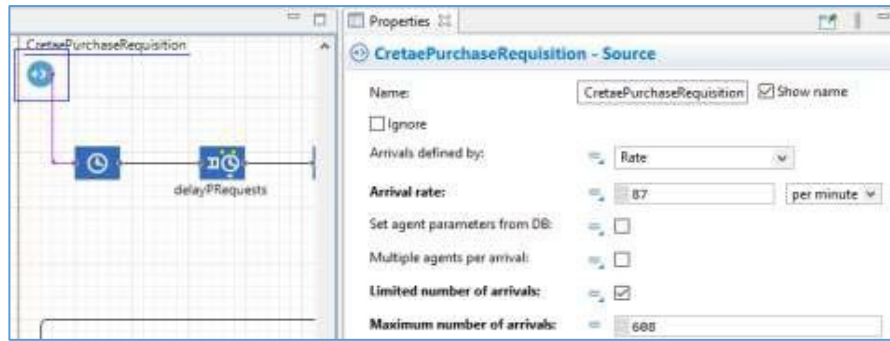 CretaePurchaseRequisition
delayPRequests
Properties
CretaePurchaseRequisition - Source
Name: CretaePurchaseRequisition Show name
Ignore
Arrivals defined by: Rate
Arrival rate: 87 per minute
Set agent parameters from DB:
Multiple agents per arrival:
Limited number of arrivals:
Maximum number of arrivals: 608